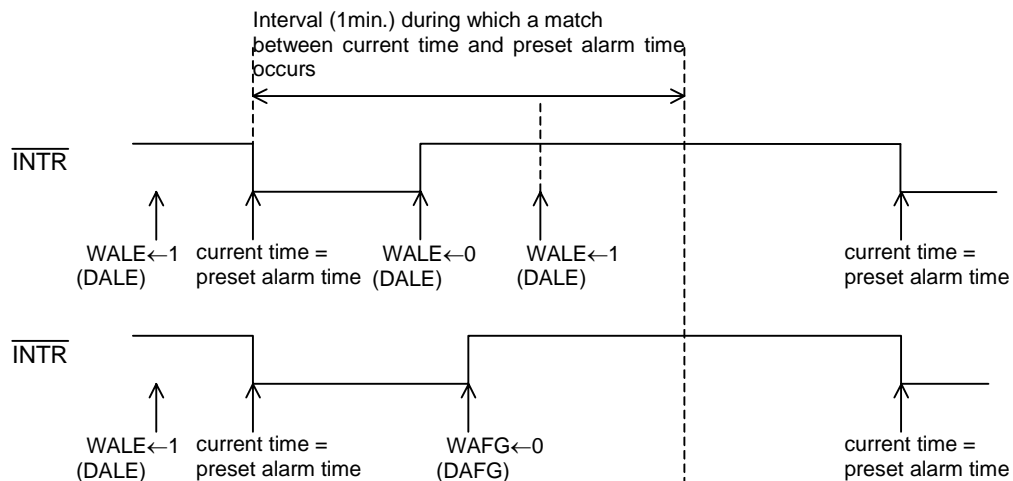 Interval (1min.) during which a match
between current time and preset alarm time
occurs
INTR
WALE←1
(DALE)
current time =
preset alarm time
WALE←0
(DALE)
WALE←1
(DALE)
current time =
preset alarm time
INTR
WALE←1
(DALE)
current time =
preset alarm time
WAFG←0
(DAFG)
current time =
preset alarm time